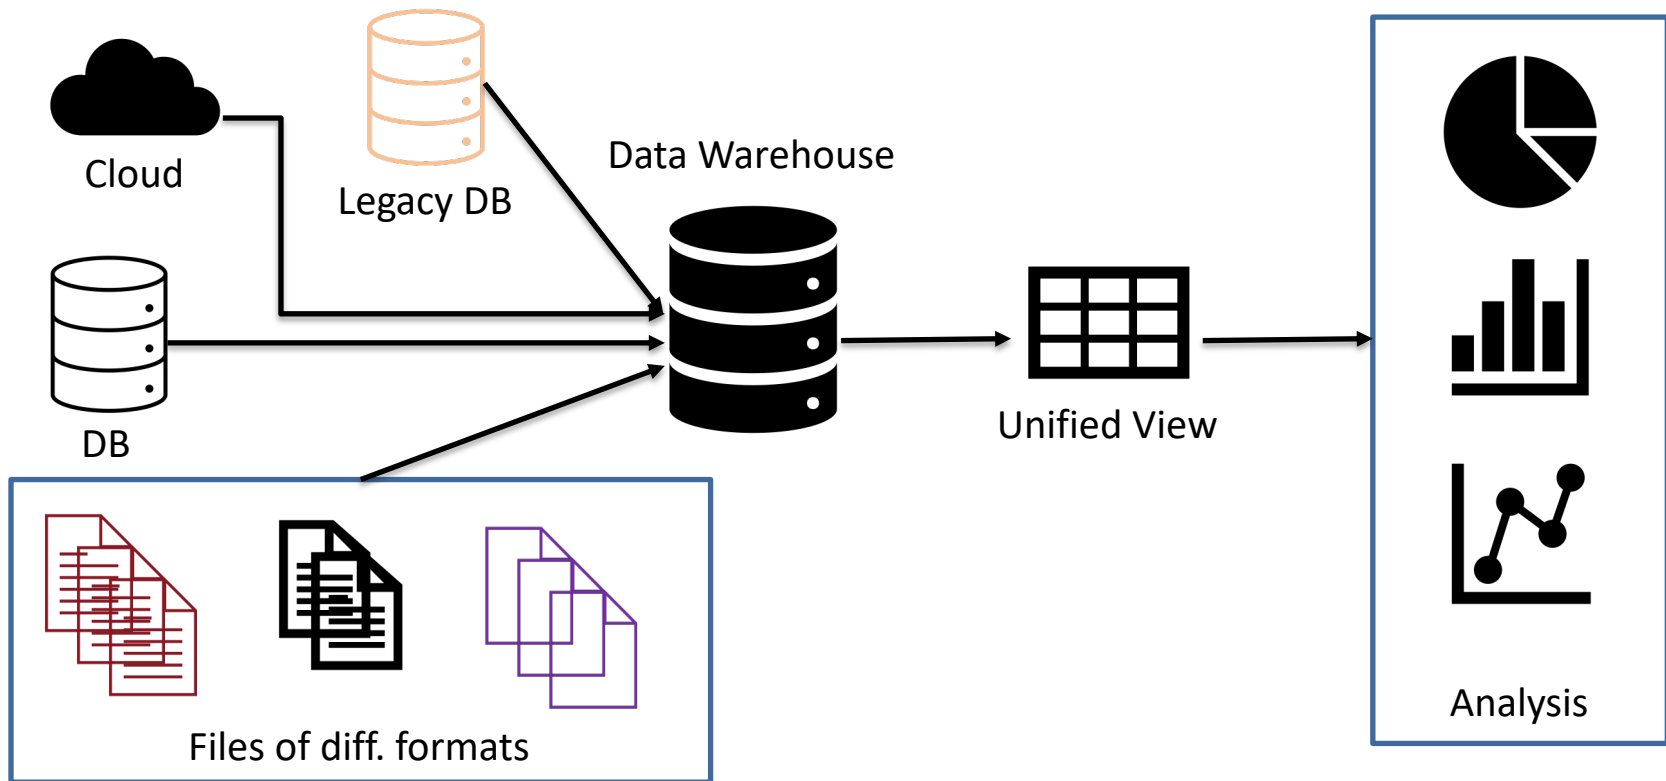 Cloud
Legacy DB
Data Warehouse
DB
Unified View
Files of diff. formats
Analysis